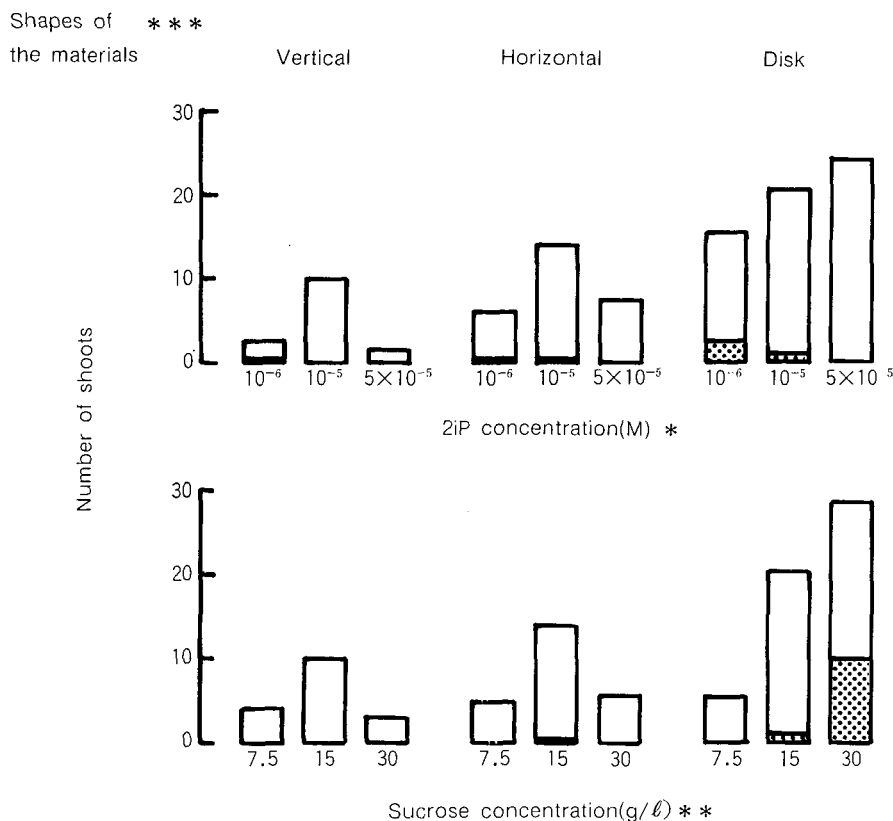 Shapes of ***
the materials Vertical Horizontal Disk
30
20
10
0
10⁻⁶ 10⁻⁵ 5×10⁻⁵ 10⁻⁶ 10⁻⁵ 5×10⁻⁵ 10⁻⁶ 10⁻⁵ 5×10⁻⁵
2iP concentration(M) *
Number of shoots
30
20
10
0
7.5 15 30 7.5 15 30 7.5 15 30
Sucrose concentration(g/ℓ) **